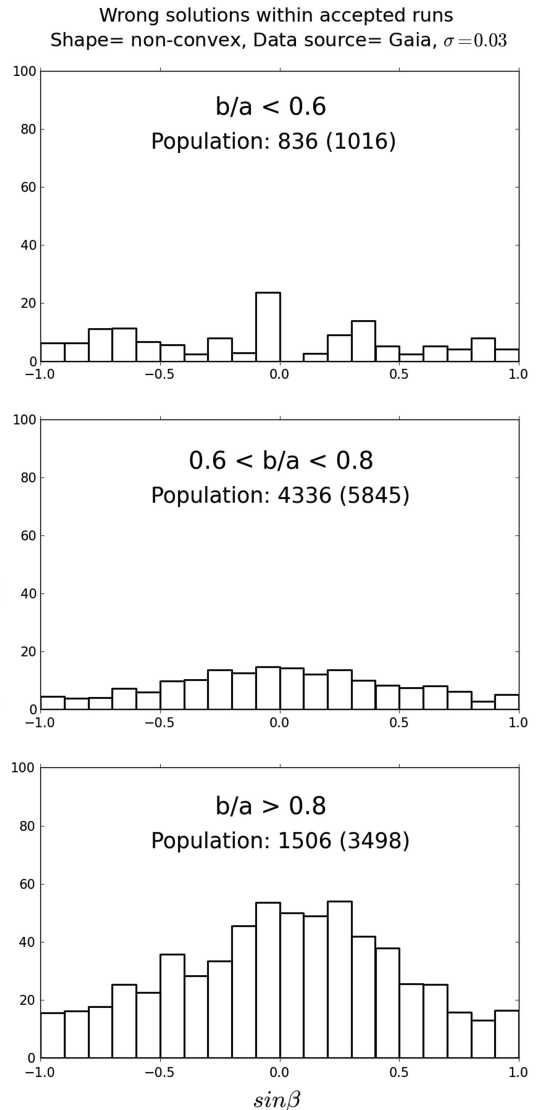 Wrong solutions within accepted runs
Shape= non-convex, Data source= Gaia, σ=0.03
100
80
60
40
20
0
b/a < 0.6
Population: 836 (1016)
−1.0 −0.5 0.0 0.5 1.0
100
80
60
40
20
0
0.6 < b/a < 0.8
Population: 4336 (5845)
−1.0 −0.5 0.0 0.5 1.0
100
80
60
40
20
0
b/a > 0.8
Population: 1506 (3498)
−1.0 −0.5 0.0 0.5 1.0
sinβ